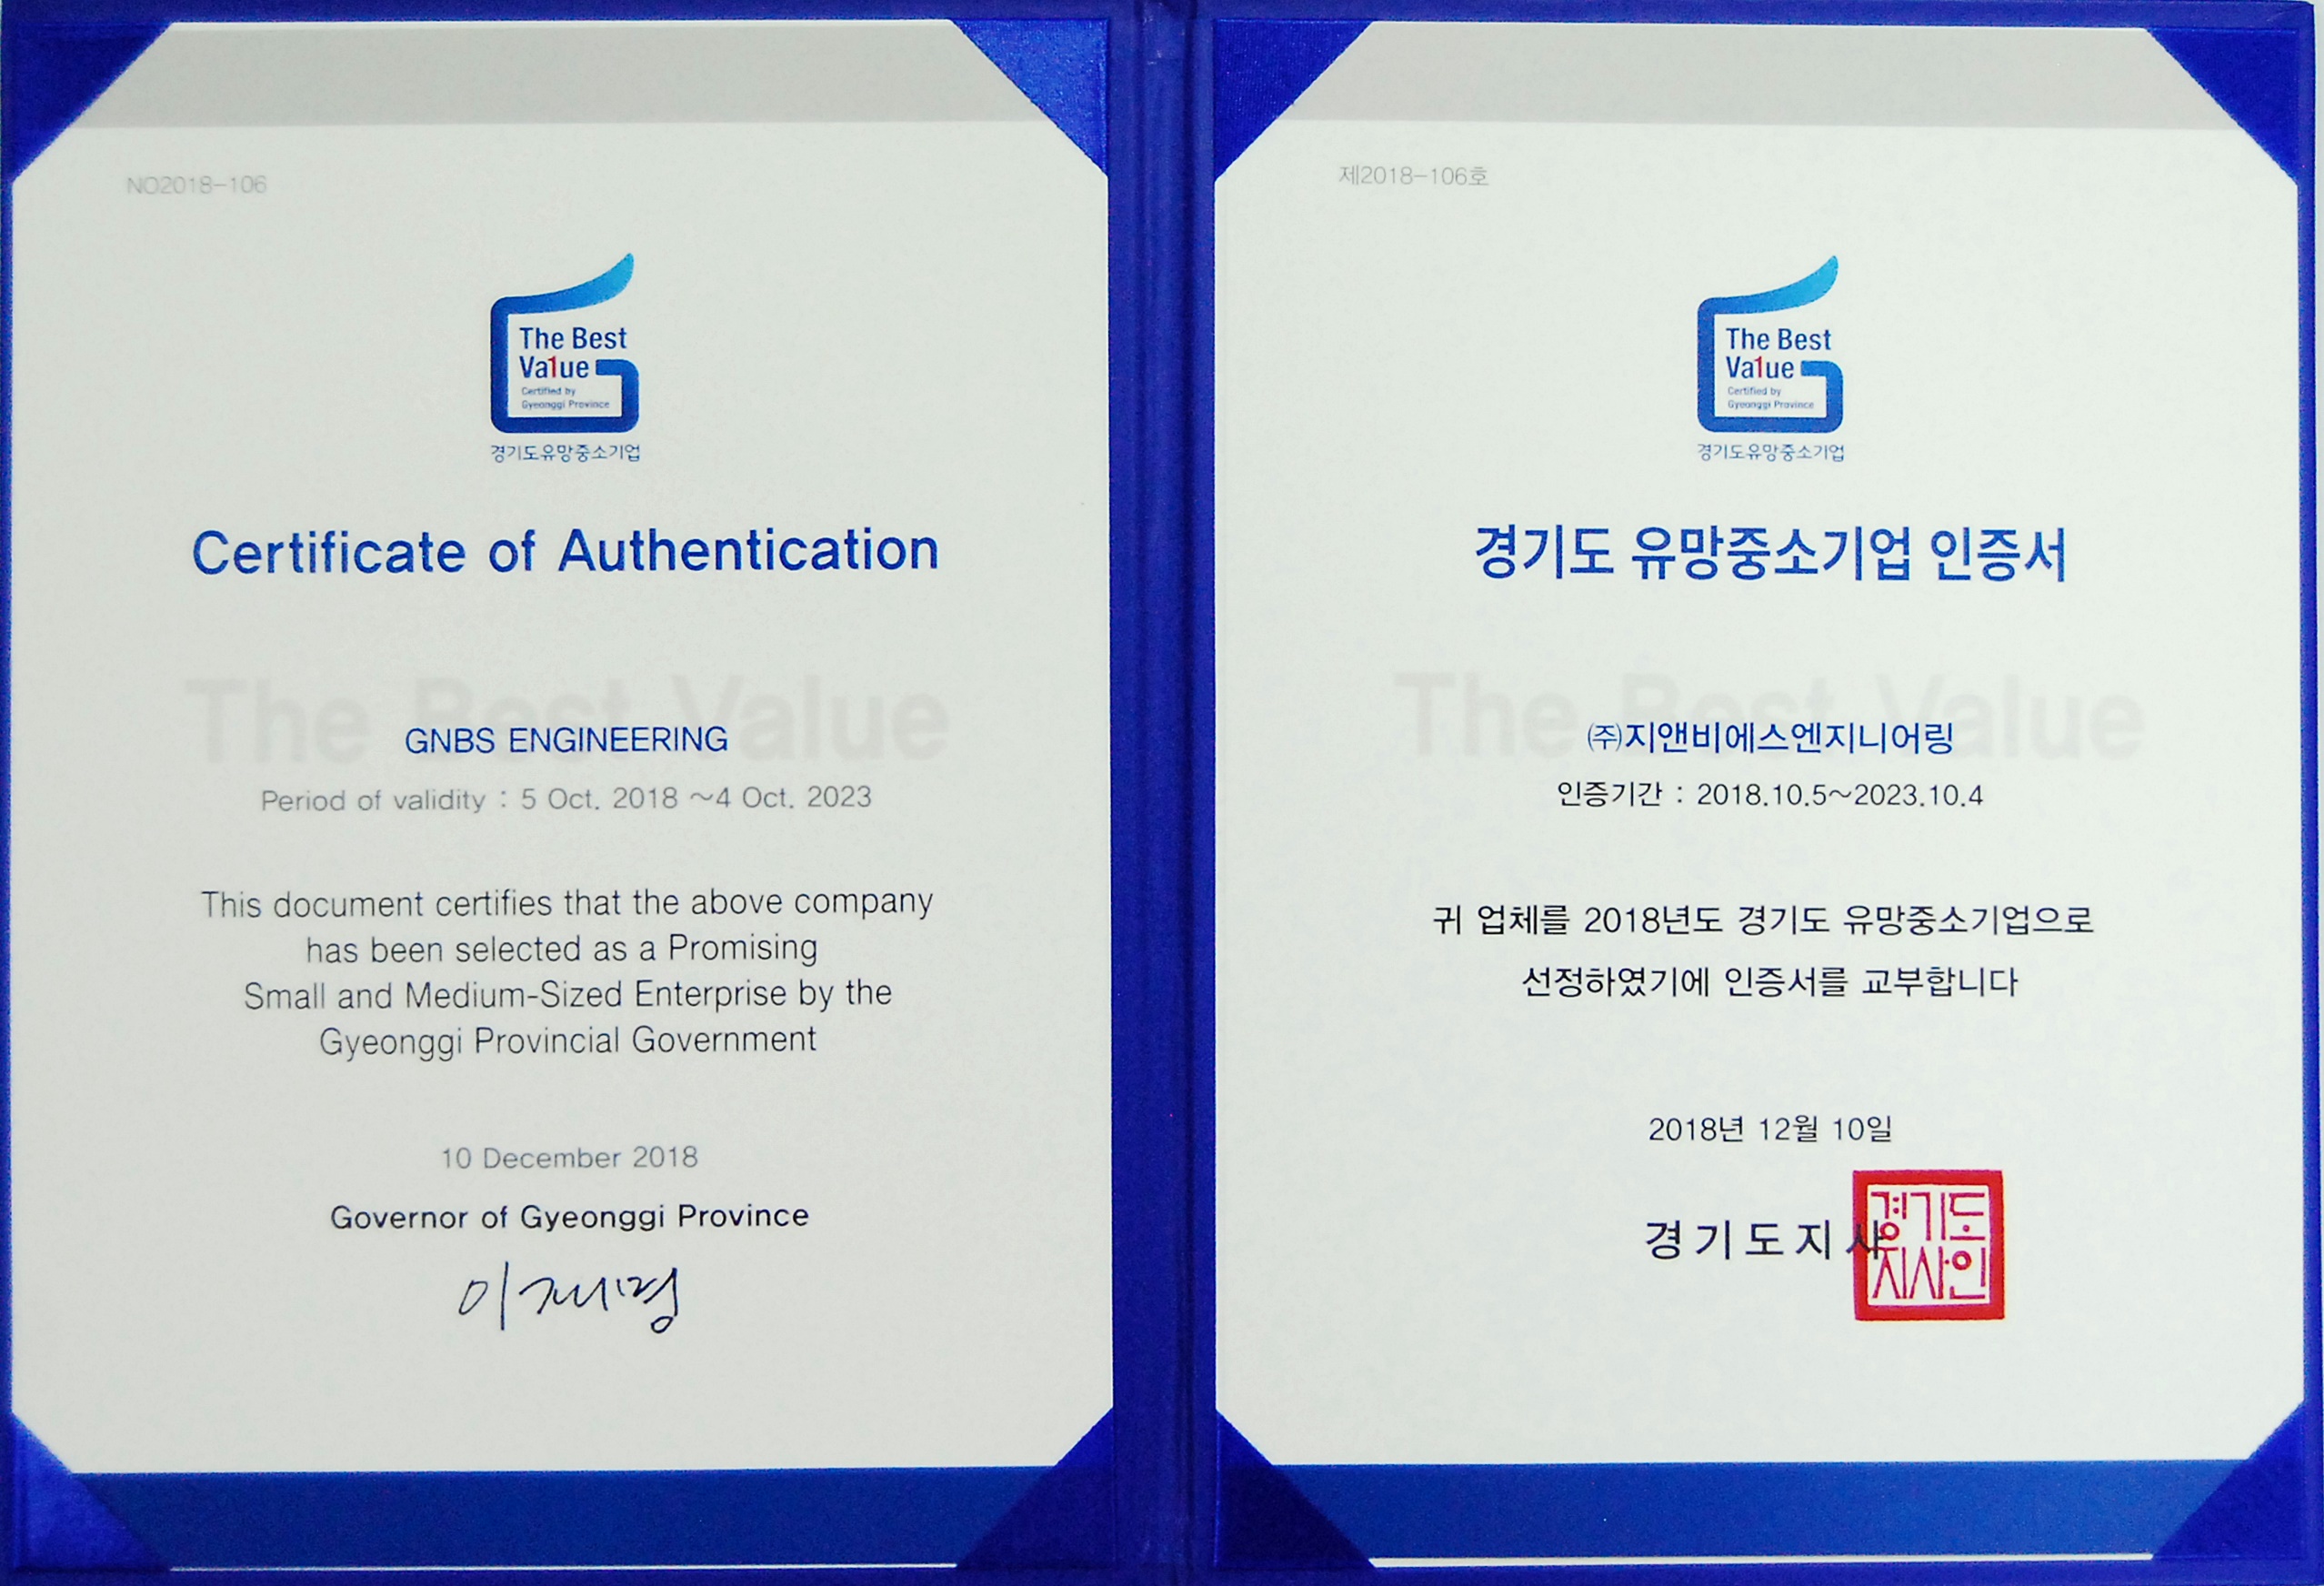 NO2018-106
The Best
Va1ue
Certified by
Gyeonggi Province
경기도유망중소기업
Certificate of Authentication
The Best Value
GNBS ENGINEERING
Period of validity : 5 Oct. 2018 ~4 Oct. 2023
This document certifies that the above company
has been selected as a Promising
Small and Medium-Sized Enterprise by the
Gyeonggi Provincial Government
10 December 2018
Governor of Gyeonggi Province
이재명
제2018-106호
The Best
Va1ue
Certified by
Gyeonggi Province
경기도유망중소기업
경기도 유망중소기업 인증서
The Best Value
㈜지앤비에스엔지니어링
인증기간 : 2018.10.5~2023.10.4
귀 업체를 2018년도 경기도 유망중소기업으로
선정하였기에 인증서를 교부합니다
2018년 12월 10일
경기도지사
경기도
지사인